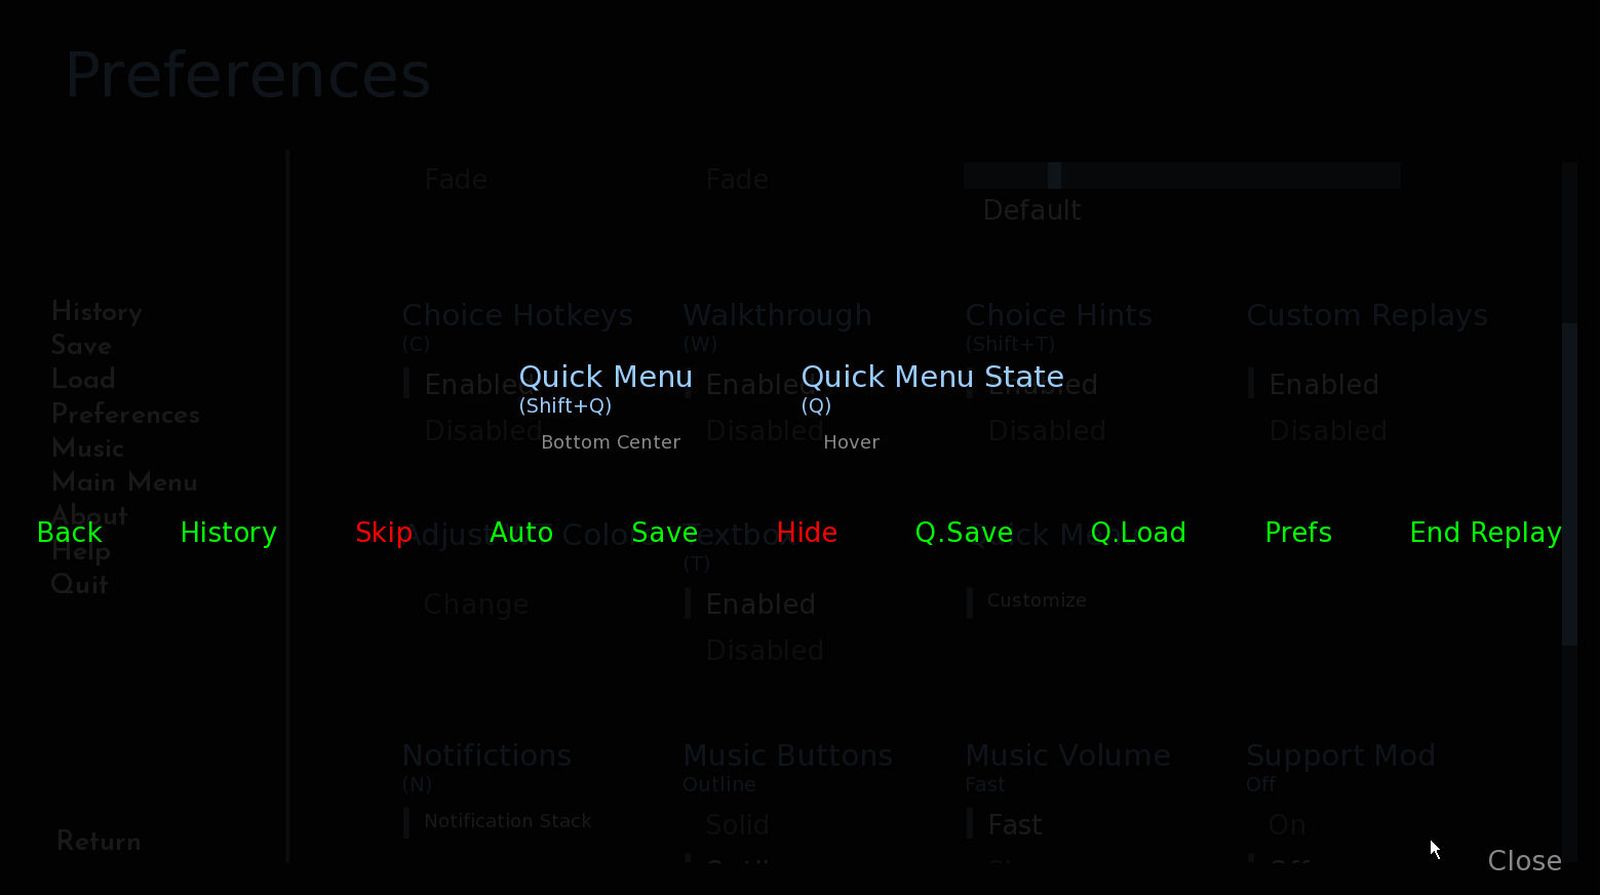 Preferences
Fade
Fade
Default
History
Save
Load
Preferences
Music
Main Menu
About
Help
Quit
Return
Choice Hotkeys
(C)
Enabled
Disabled
Walkthrough
(W)
Enabled
Disabled
Choice Hints
(Shift+T)
Enabled
Disabled
Custom Replays
Enabled
Disabled
Quick Menu
(Shift+Q)
Bottom Center
Quick Menu State
(Q)
Hover
Back History Skip Auto Save Hide Q.Save Q.Load Prefs End Replay
Change
(T)
Enabled
Disabled
Customize
Notifictions
(N)
Notification Stack
Music Buttons
Outline
Solid
Music Volume
Fast
Fast
Support Mod
Off
On
Close